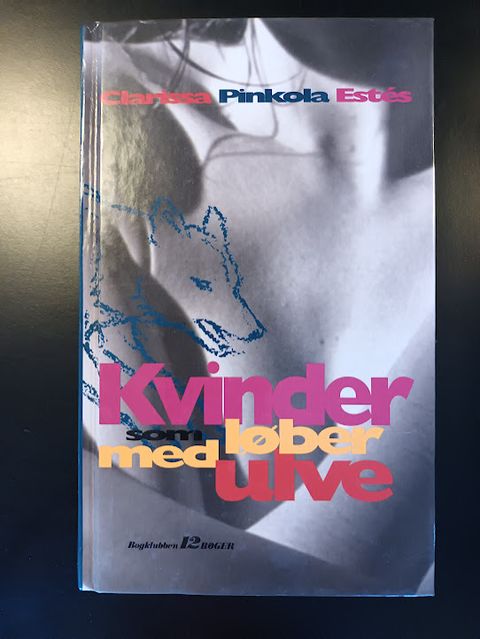 Clarissa Pinkola Estés
Kvinder
som løber
med ulve
Bogklubben 12 BØGER